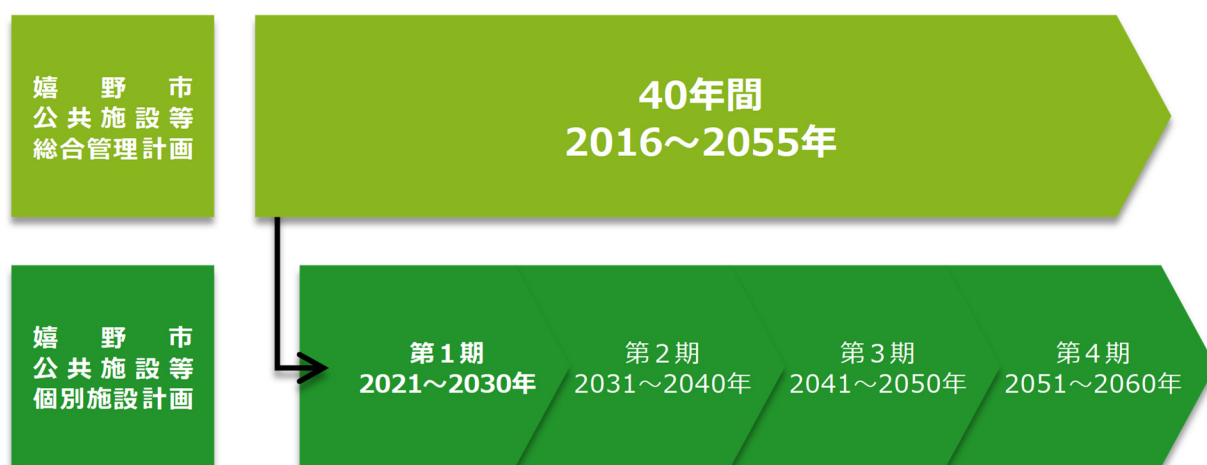 嬉野市
公共施設等
総合管理計画
40年間
2016～2055年
嬉野市
公共施設等
個別施設計画
第1期
2021～2030年
第2期
2031～2040年
第3期
2041～2050年
第4期
2051～2060年